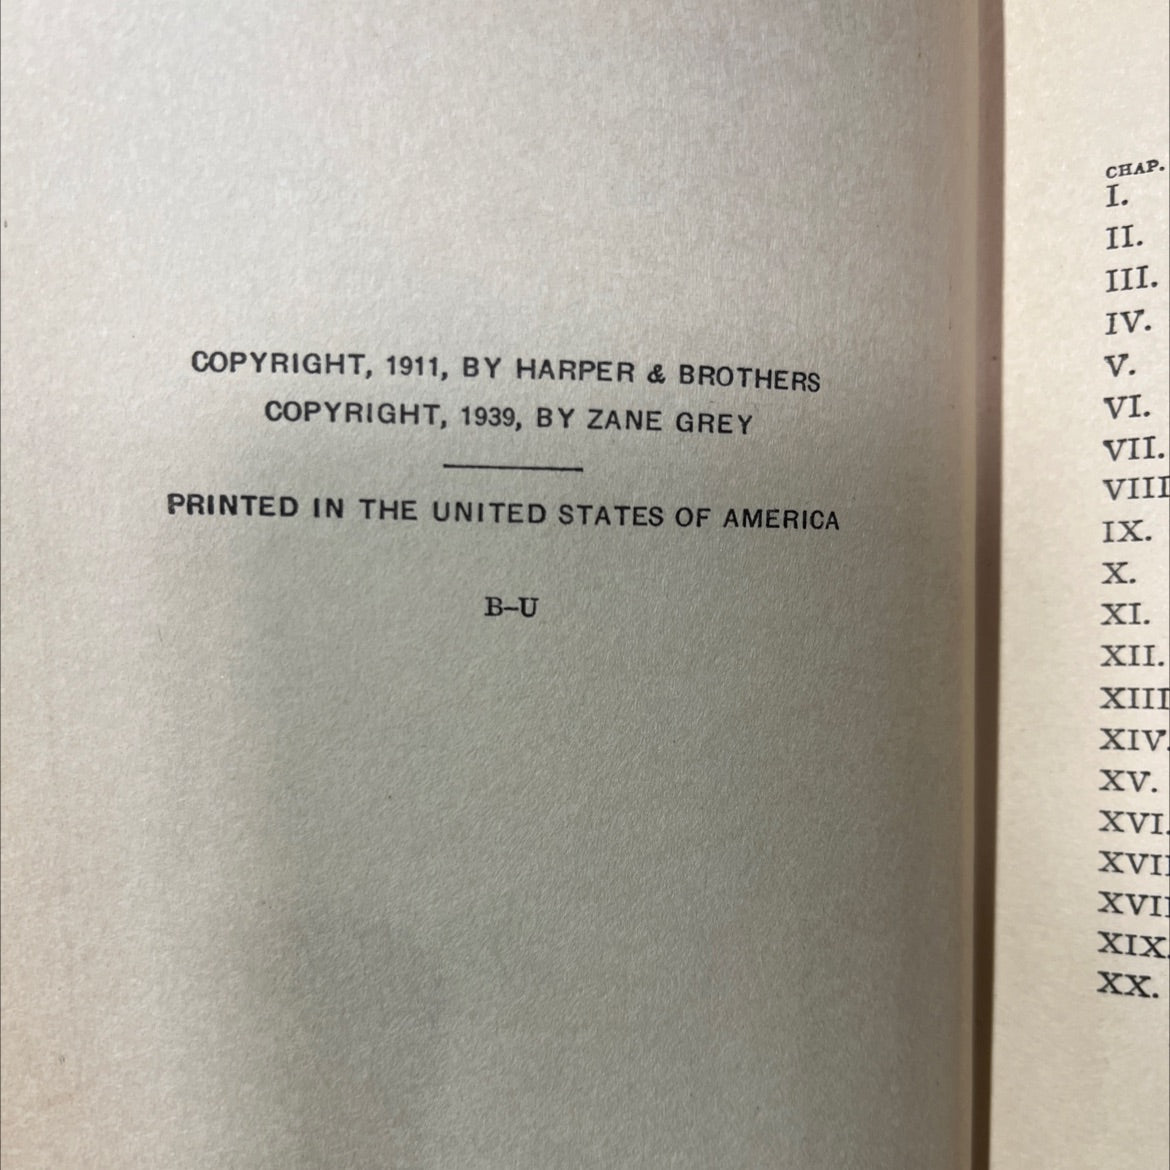 COPYRIGHT, 1911, BY HARPER & BROTHERS
COPYRIGHT, 1939, BY ZANE GREY
PRINTED IN THE UNITED STATES OF AMERICA
B–U
CHAP.
I.
II.
III.
IV.
V.
VI.
VII.
VIII
IX.
X.
XI.
XII.
XIII
XIV.
XV.
XVI.
XVII
XVII
XIX.
XX.